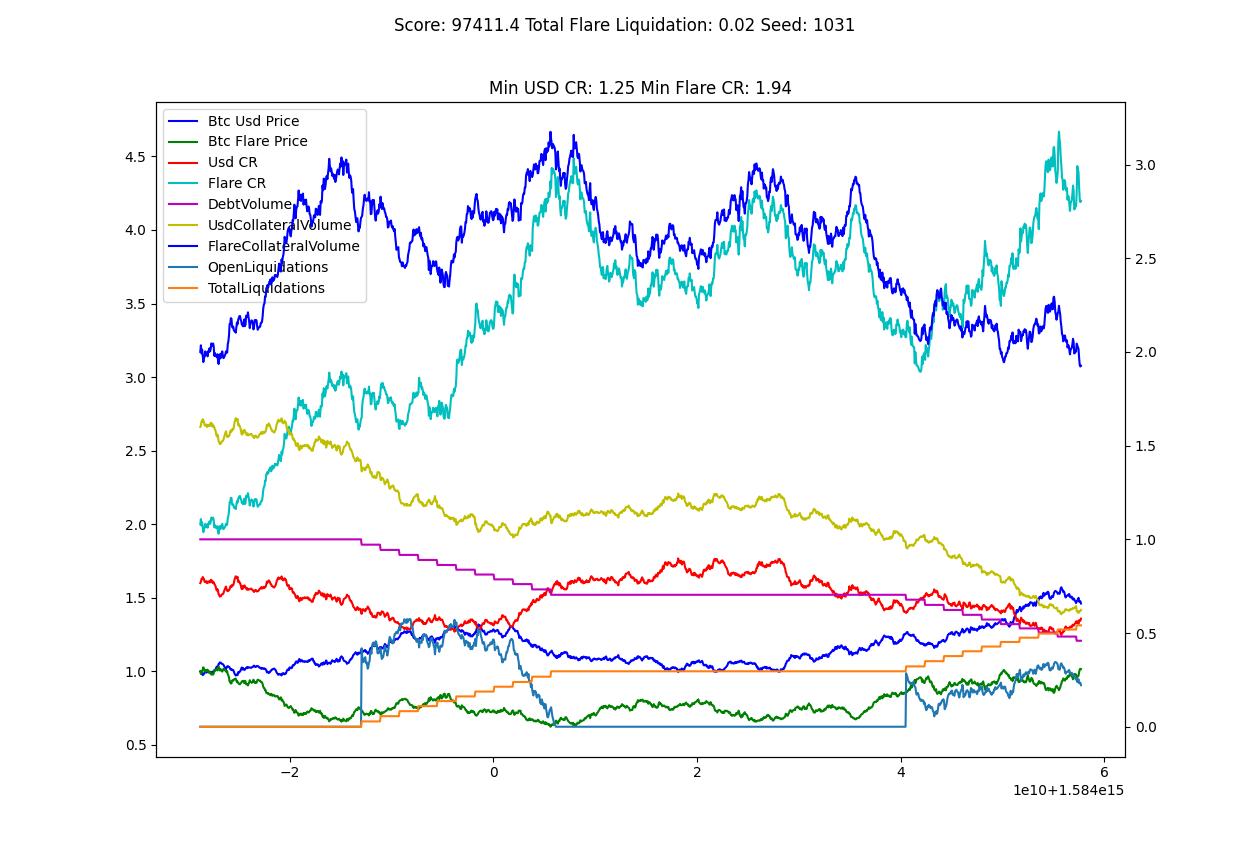 Score: 97411.4 Total Flare Liquidation: 0.02 Seed: 1031
Min USD CR: 1.25 Min Flare CR: 1.94
Btc Usd Price
Btc Flare Price
Usd CR
Flare CR
DebtVolume
UsdCollateralVolume
FlareCollateralVolume
OpenLiquidations
TotalLiquidations
4.5
4.0
3.5
3.0
2.5
2.0
1.5
1.0
0.5
3.0
2.5
2.0
1.5
1.0
0.5
0.0
−2 0 2 4 6
1e10+1.584e15